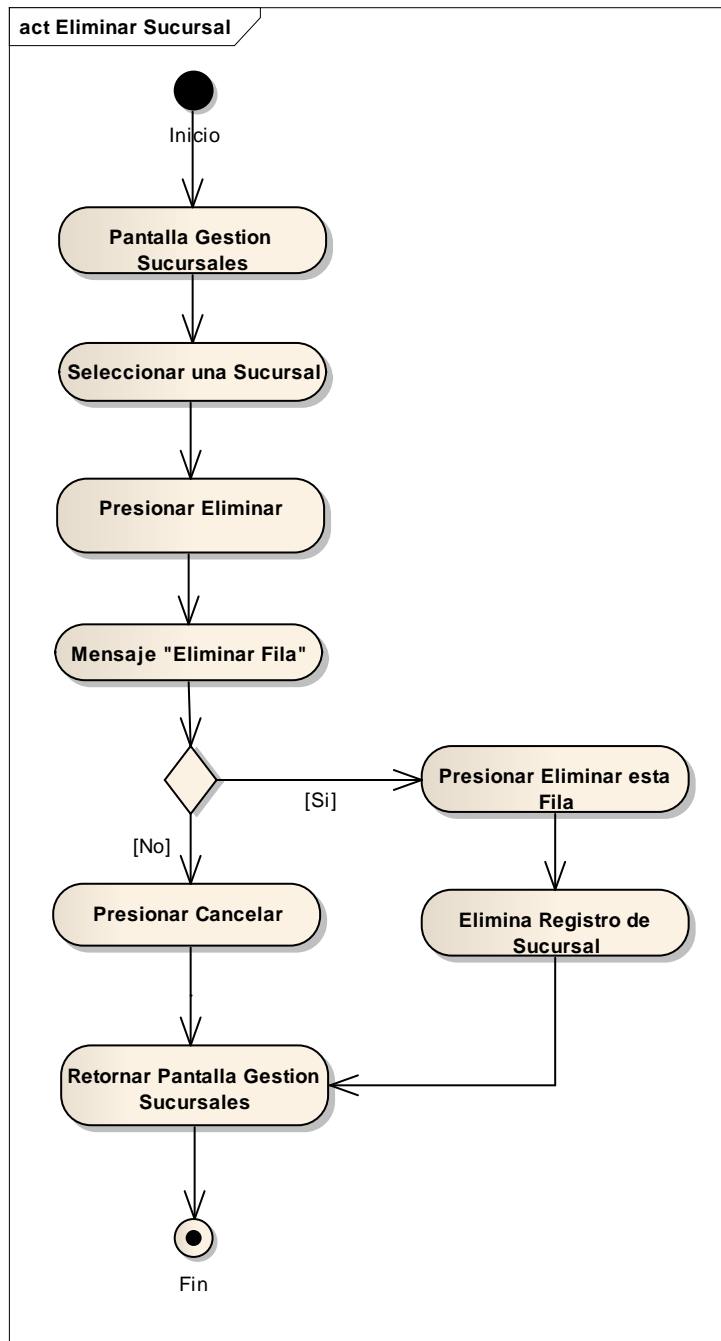 act Eliminar Sucursal
Inicio
Pantalla Gestion
Sucursales
Seleccionar una Sucursal
Presionar Eliminar
Mensaje "Eliminar Fila"
[Si]
Presionar Eliminar esta
Fila
[No]
Presionar Cancelar
Elimina Registro de
Sucursal
Retornar Pantalla Gestion
Sucursales
Fin